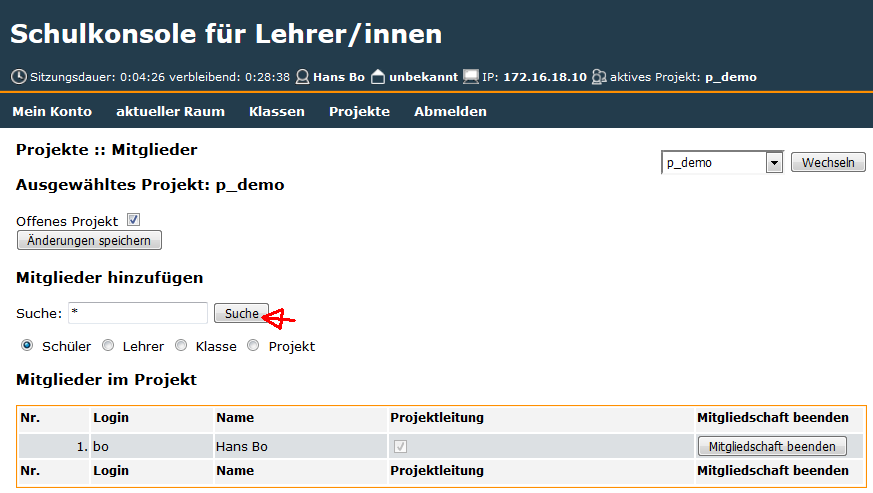 Schulkonsole für Lehrer/innen
Sitzungsdauer: 0:04:26 verbleibend: 0:28:38 Hans Bo unbekannt IP: 172.16.18.10 aktives Projekt: p_demo
Mein Konto aktueller Raum Klassen Projekte Abmelden
Projekte :: Mitglieder
p_demo Wechseln
Ausgewähltes Projekt: p_demo
Offenes Projekt
Änderungen speichern
Mitglieder hinzufügen
Suche: * Suche
Schüler Lehrer Klasse Projekt
Mitglieder im Projekt
Nr. Login Name Projektleitung Mitgliedschaft beenden
1. bo Hans Bo Mitgliedschaft beenden
Nr. Login Name Projektleitung Mitgliedschaft beenden